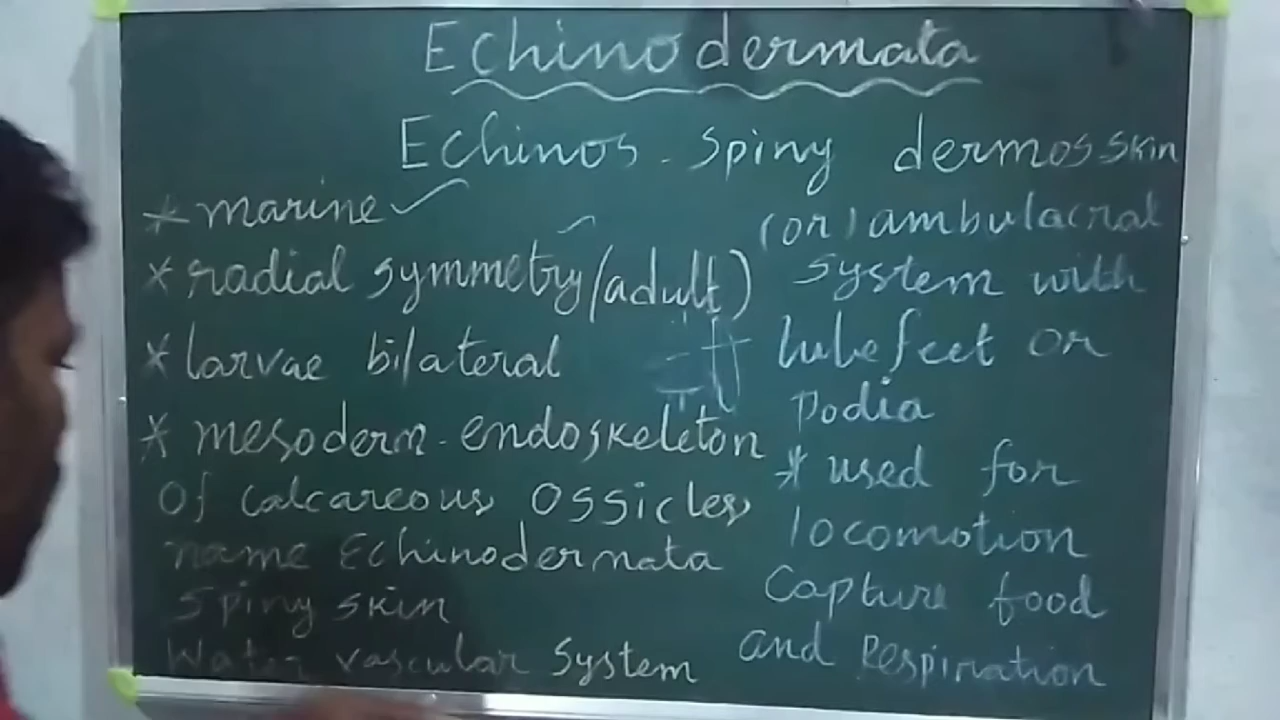 Echinodermata
Echinos - Spiny dermos - skin
* marine ✓
* radial symmetry / (adult)
* larvae bilateral
* mesoderm - endoskeleton
of calcareous ossicles
name Echinodermata
Spiny skin
Water vascular System
(or) ambulacral
System with
tube feet or
podia
* used for
locomotion
Capture food
and Respiration